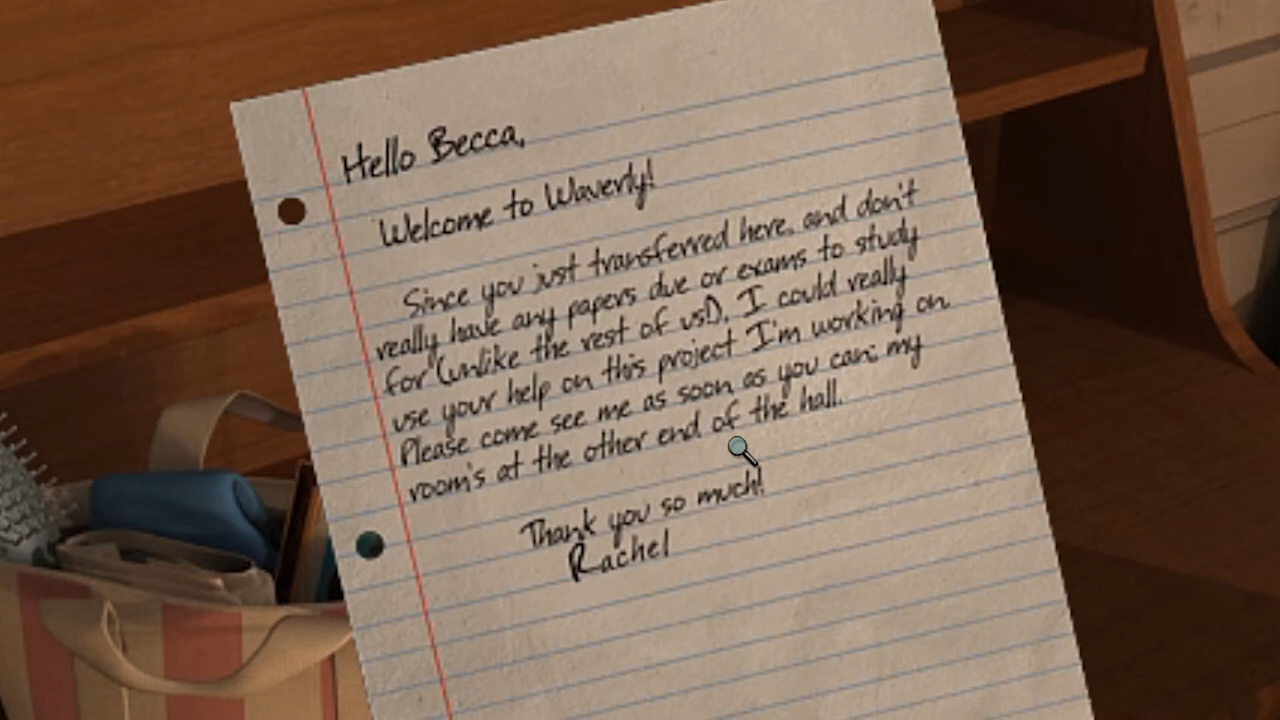 Hello Becca,
Welcome to Waverly!
Since you just transferred here, and don't
really have any papers due or exams to study
for (unlike the rest of us!), I could really
use your help on this project I'm working on.
Please come see me as soon as you can; my
room's at the other end of the hall.
Thank you so much!
Rachel